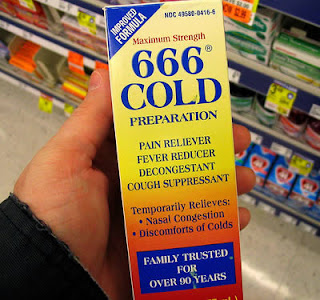 IMPROVED
FORMULA
NDC 49580-0416-6
Maximum Strength
666®
COLD
PREPARATION
PAIN RELIEVER
FEVER REDUCER
DECONGESTANT
COUGH SUPPRESSANT
Temporarily Relieves:
• Nasal Congestion
• Discomforts of Colds
FAMILY TRUSTED
FOR
OVER 90 YEARS